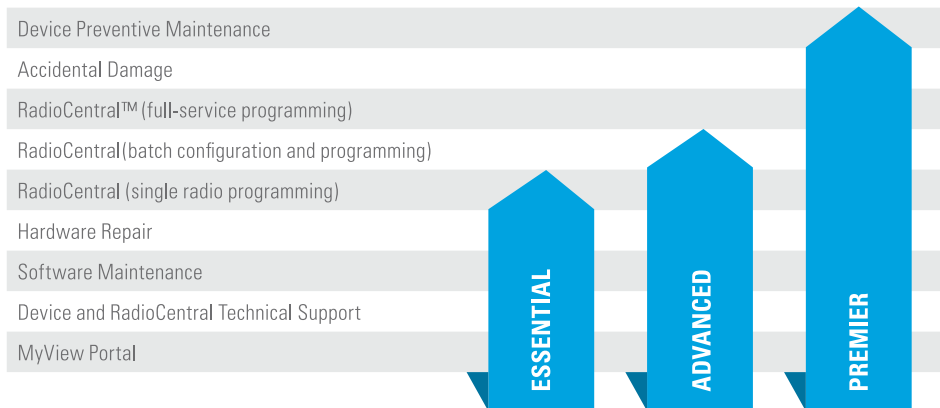 Device Preventive Maintenance
Accidental Damage
RadioCentral™ (full-service programming)
RadioCentral(batch configuration and programming)
RadioCentral (single radio programming)
Hardware Repair
Software Maintenance
Device and RadioCentral Technical Support
MyView Portal
ESSENTIAL
ADVANCED
PREMIER